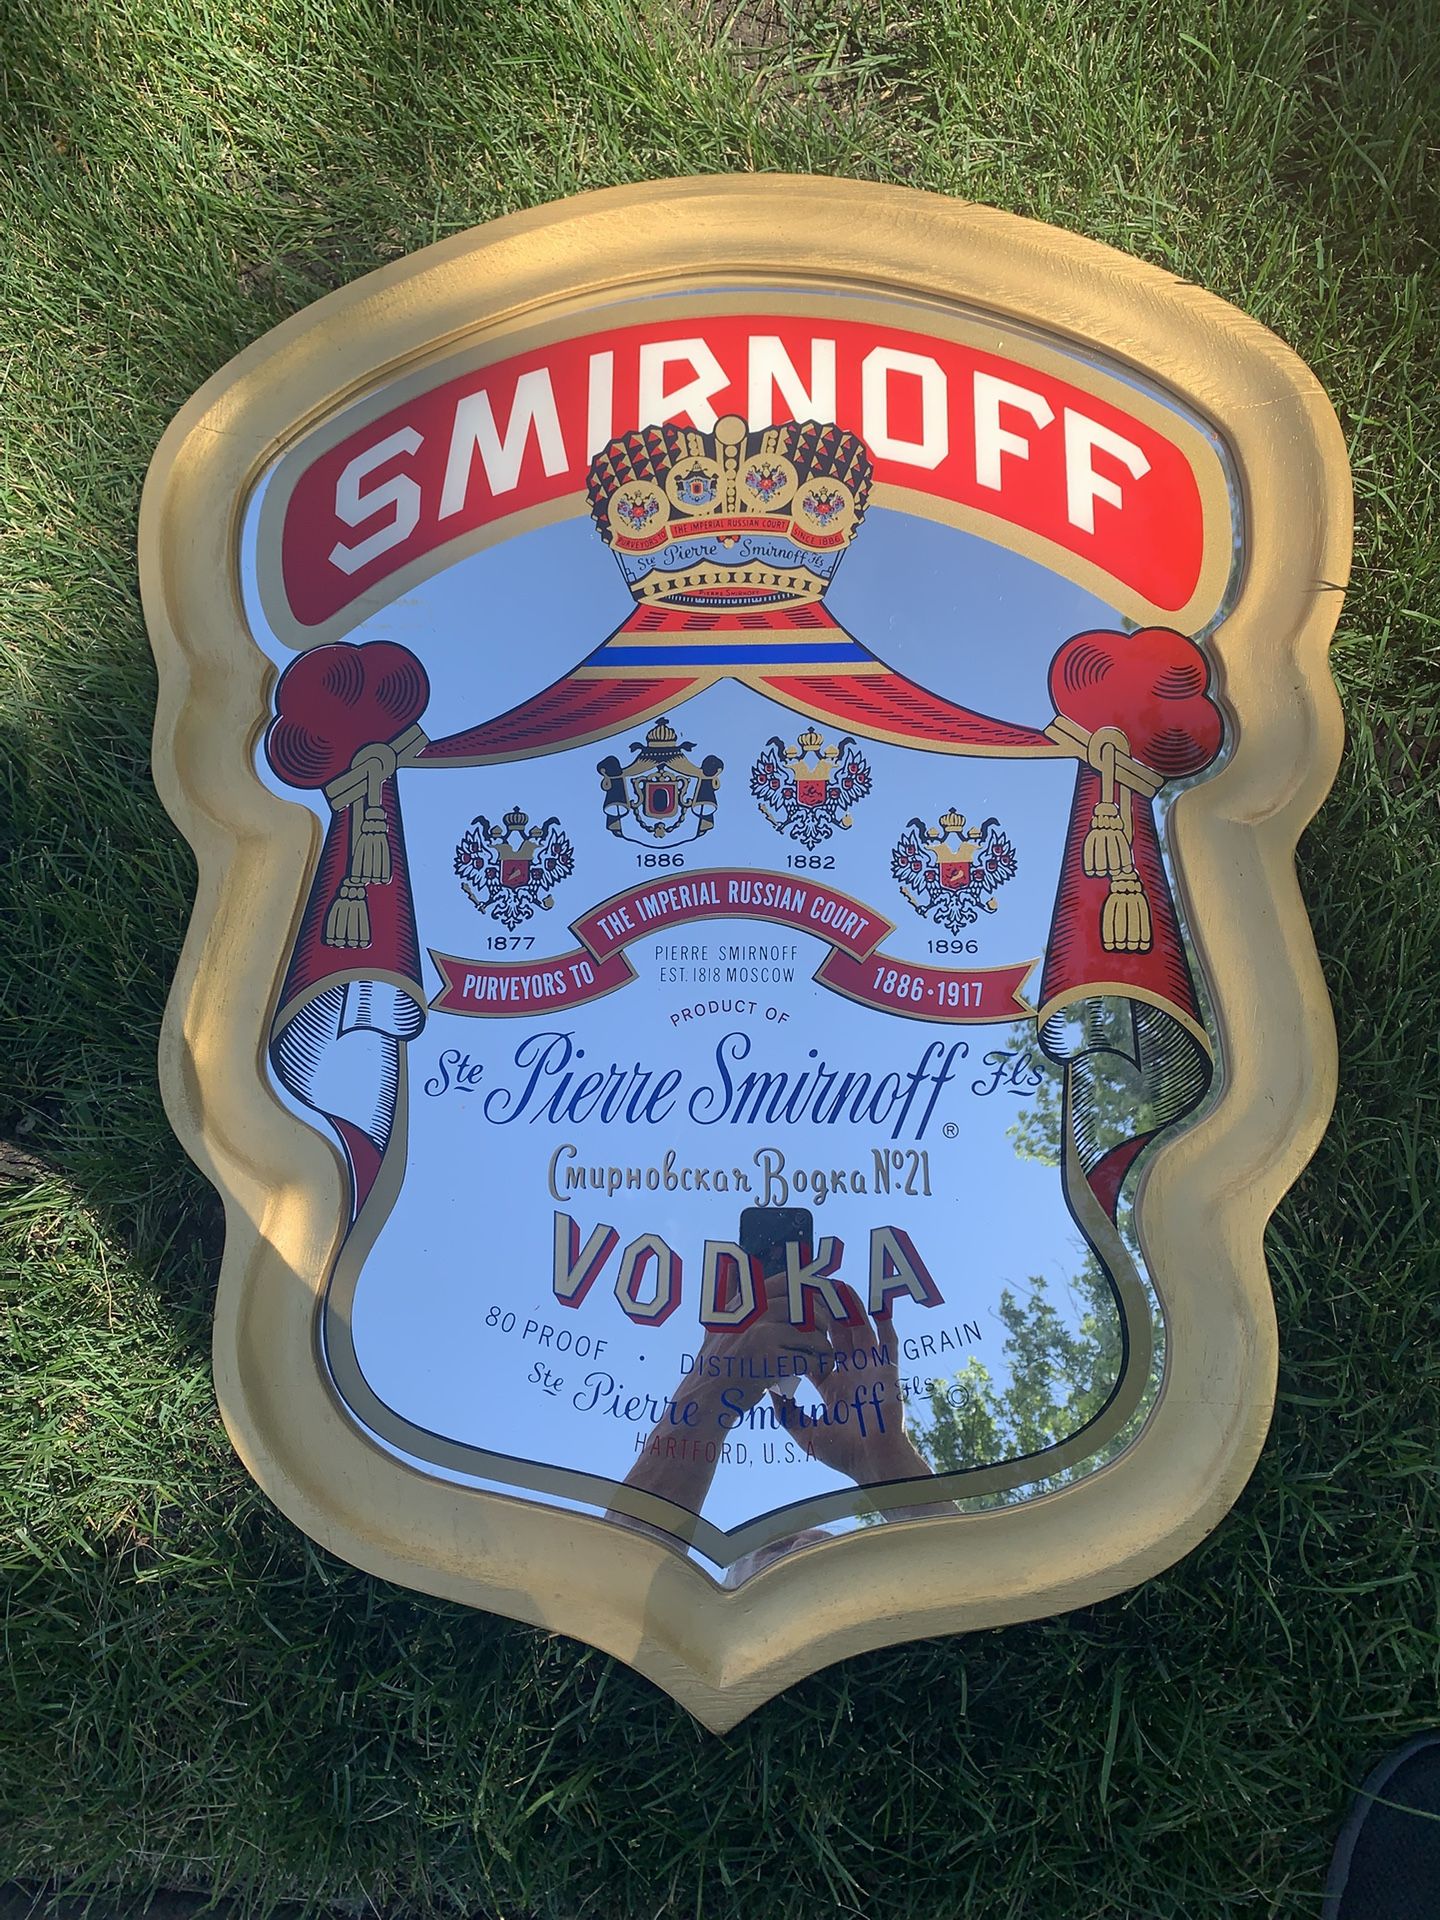 SMIRNOFF
PURVEYORS TO THE IMPERIAL RUSSIAN COURT SINCE 1886
Ste Pierre Smirnoff Fls
PIERRE SMIRNOFF
1877 1886 1882 1896
PURVEYORS TO THE IMPERIAL RUSSIAN COURT 1886·1917
PIERRE SMIRNOFF
EST. 1818 MOSCOW
PRODUCT OF
Ste Pierre Smirnoff Fls ®
Смирновская Водка №21
VODKA
80 PROOF · DISTILLED FROM GRAIN
Ste Pierre Smirnoff Fls ©
HARTFORD, U.S.A.